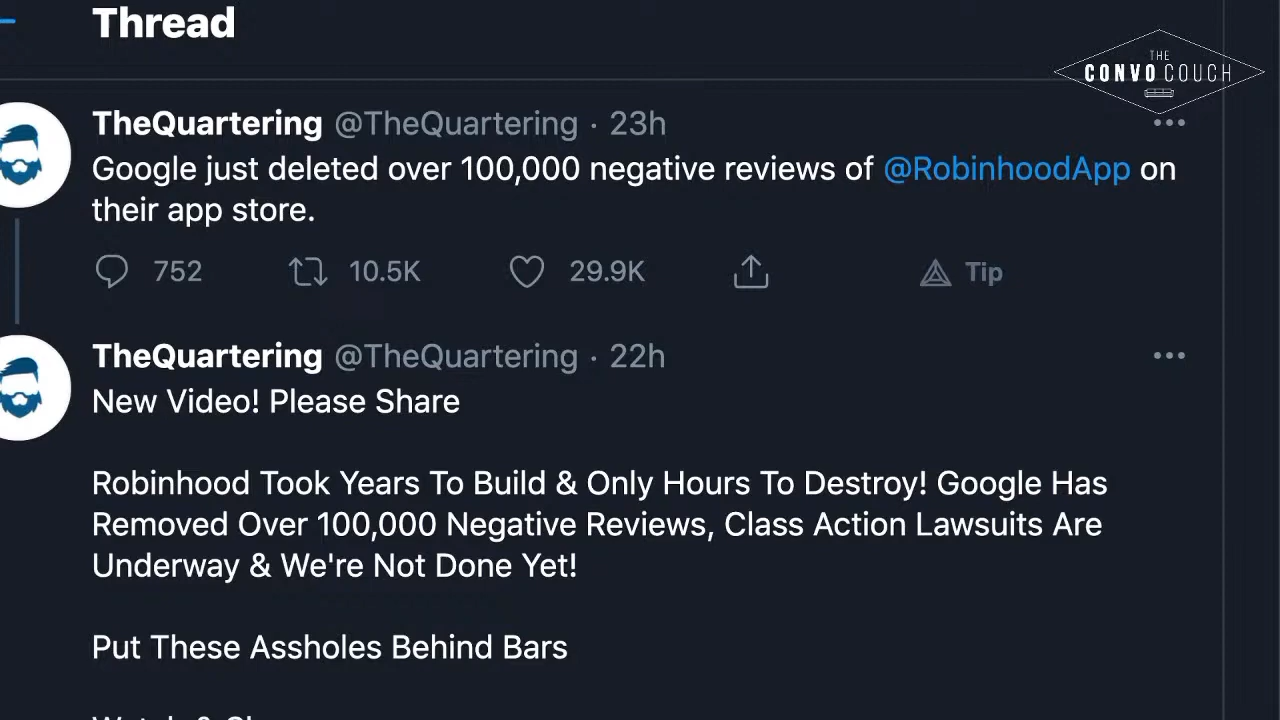 Thread
THE
CONVO COUCH
TheQuartering @TheQuartering · 23h
Google just deleted over 100,000 negative reviews of @RobinhoodApp on
their app store.
752 10.5K 29.9K Tip
TheQuartering @TheQuartering · 22h
New Video! Please Share
Robinhood Took Years To Build & Only Hours To Destroy! Google Has
Removed Over 100,000 Negative Reviews, Class Action Lawsuits Are
Underway & We're Not Done Yet!
Put These Assholes Behind Bars